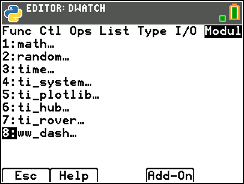 EDITOR: DWATCH
Func Ctl Ops List Type I/O Modul
1:math…
2:random…
3:time…
4:ti_system…
5:ti_plotlib…
6:ti_hub…
7:ti_rover…
8:ww_dash…
Esc Help Add-On